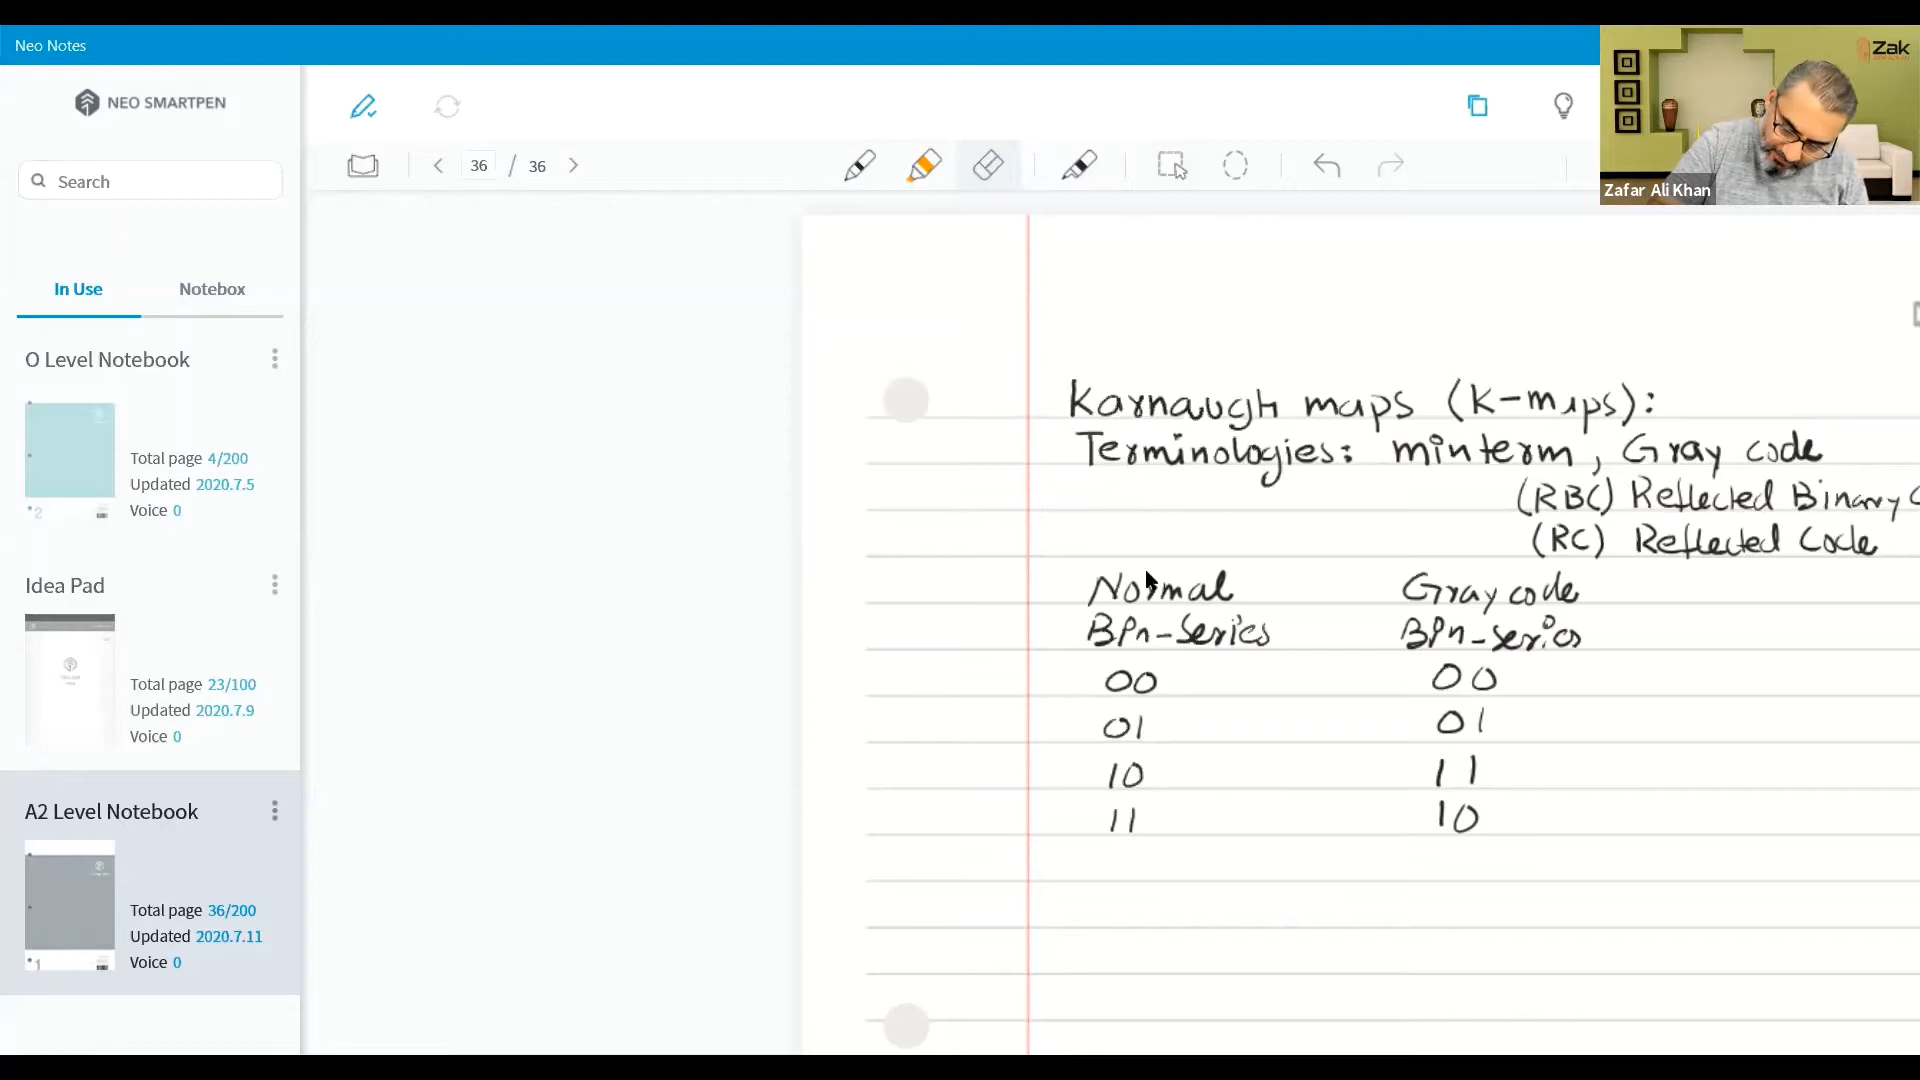 Neo Notes
NEO SMARTPEN
Search
In Use
Notebox
O Level Notebook
Total page 4/200
Updated 2020.7.5
Voice 0
2
Idea Pad
Total page 23/100
Updated 2020.7.9
Voice 0
A2 Level Notebook
Total page 36/200
Updated 2020.7.11
Voice 0
1
36 / 36
Zak
Zafar Ali Khan
Karnaugh maps (K-maps):
Terminologies: minterm, Gray code
(RBC) Reflected Binary C
(RC) Reflected Code
Normal Gray code
BPn-Series BPn-series
00 00
01 01
10 11
11 10